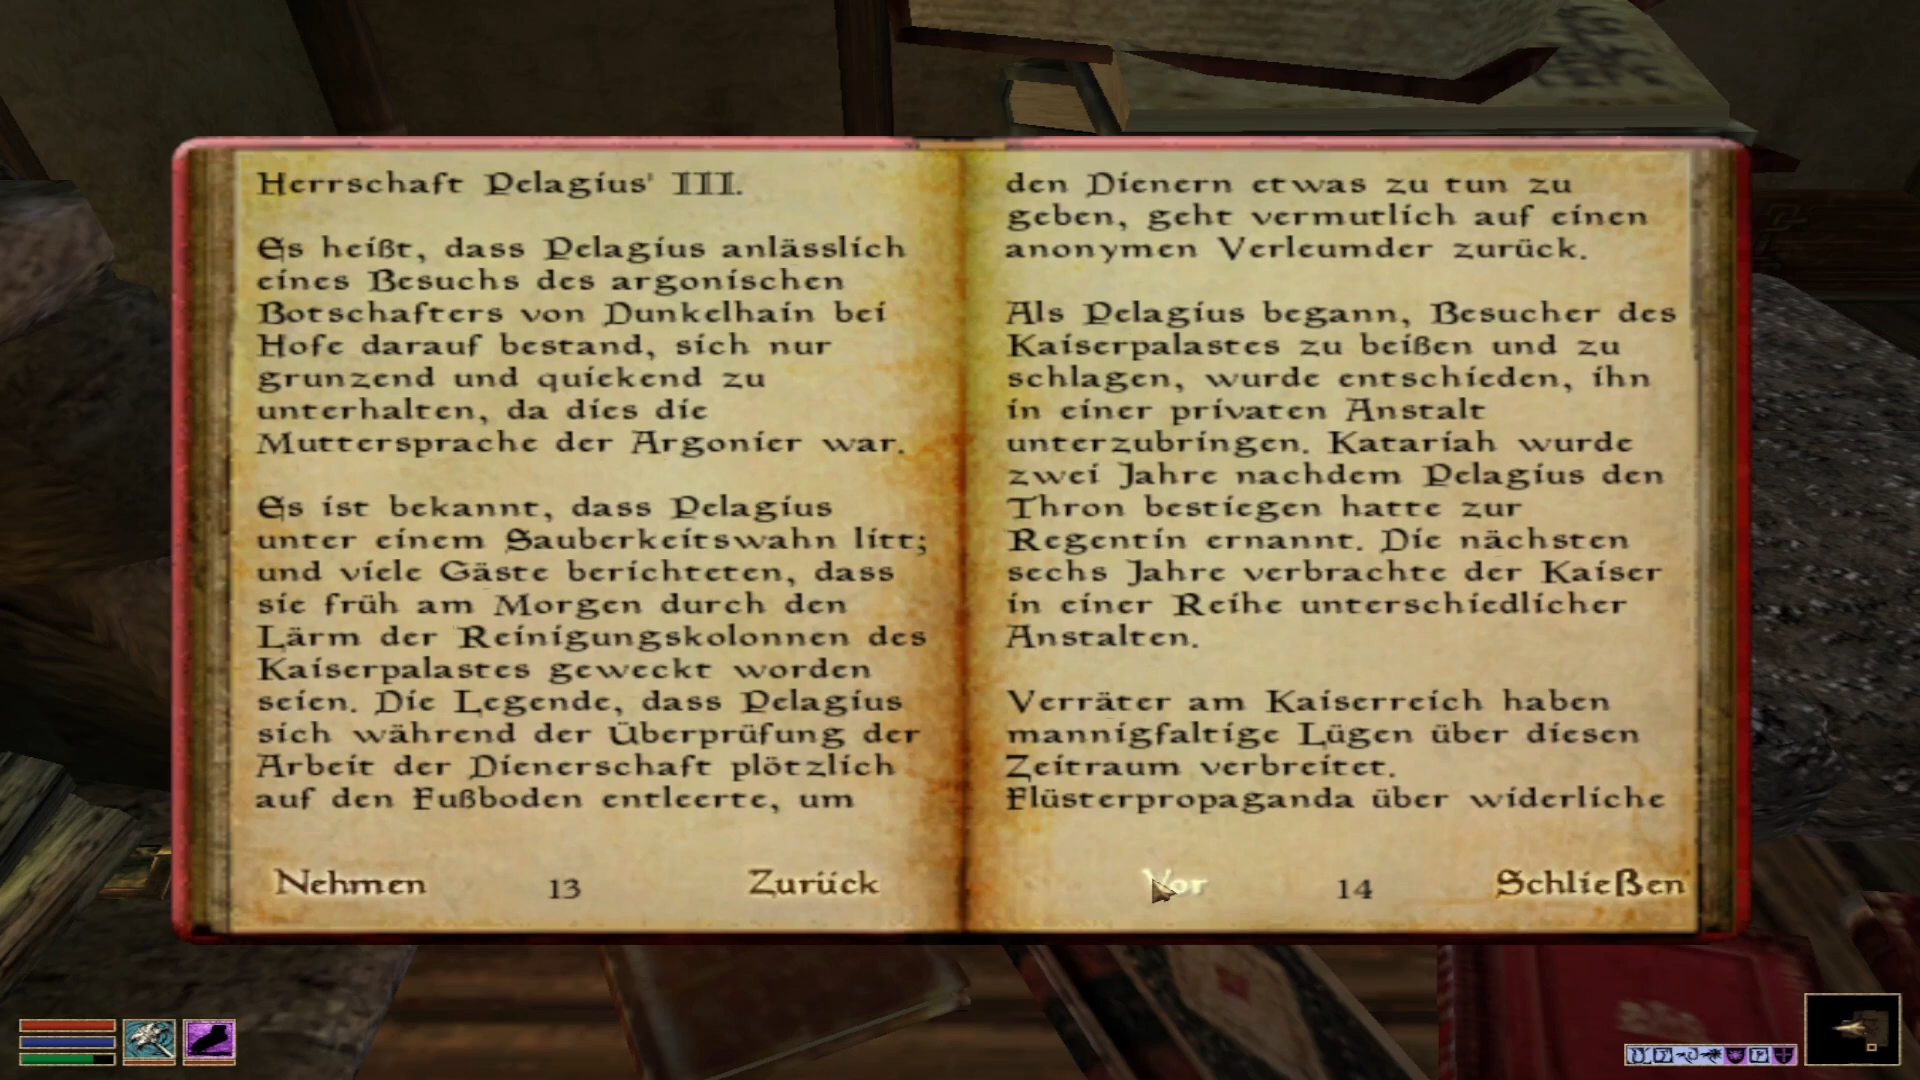 Herrschaft Pelagius' III.
Es heißt, dass Pelagius anlässlich
eines Besuchs des argonischen
Botschafters von Dunkelhain bei
Hofe darauf bestand, sich nur
grunzend und quiekend zu
unterhalten, da dies die
Muttersprache der Argonier war.
Es ist bekannt, dass Pelagius
unter einem Sauberkeitswahn litt;
und viele Gäste berichteten, dass
sie früh am Morgen durch den
Lärm der Reinigungskolonnen des
Kaiserpalastes geweckt worden
seien. Die Legende, dass Pelagius
sich während der Überprüfung der
Arbeit der Dienerschaft plötzlich
auf den Fußboden entleerte, um
den Dienern etwas zu tun zu
geben, geht vermutlich auf einen
anonymen Verleumder zurück.
Als Pelagius begann, Besucher des
Kaiserpalastes zu beißen und zu
schlagen, wurde entschieden, ihn
in einer privaten Anstalt
unterzubringen. Katariah wurde
zwei Jahre nachdem Pelagius den
Thron bestiegen hatte zur
Regentin ernannt. Die nächsten
sechs Jahre verbrachte der Kaiser
in einer Reihe unterschiedlicher
Anstalten.
Verräter am Kaiserreich haben
mannigfaltige Lügen über diesen
Zeitraum verbreitet.
Flüsterpropaganda über widerliche
Nehmen 13 Zurück Vor 14 Schließen